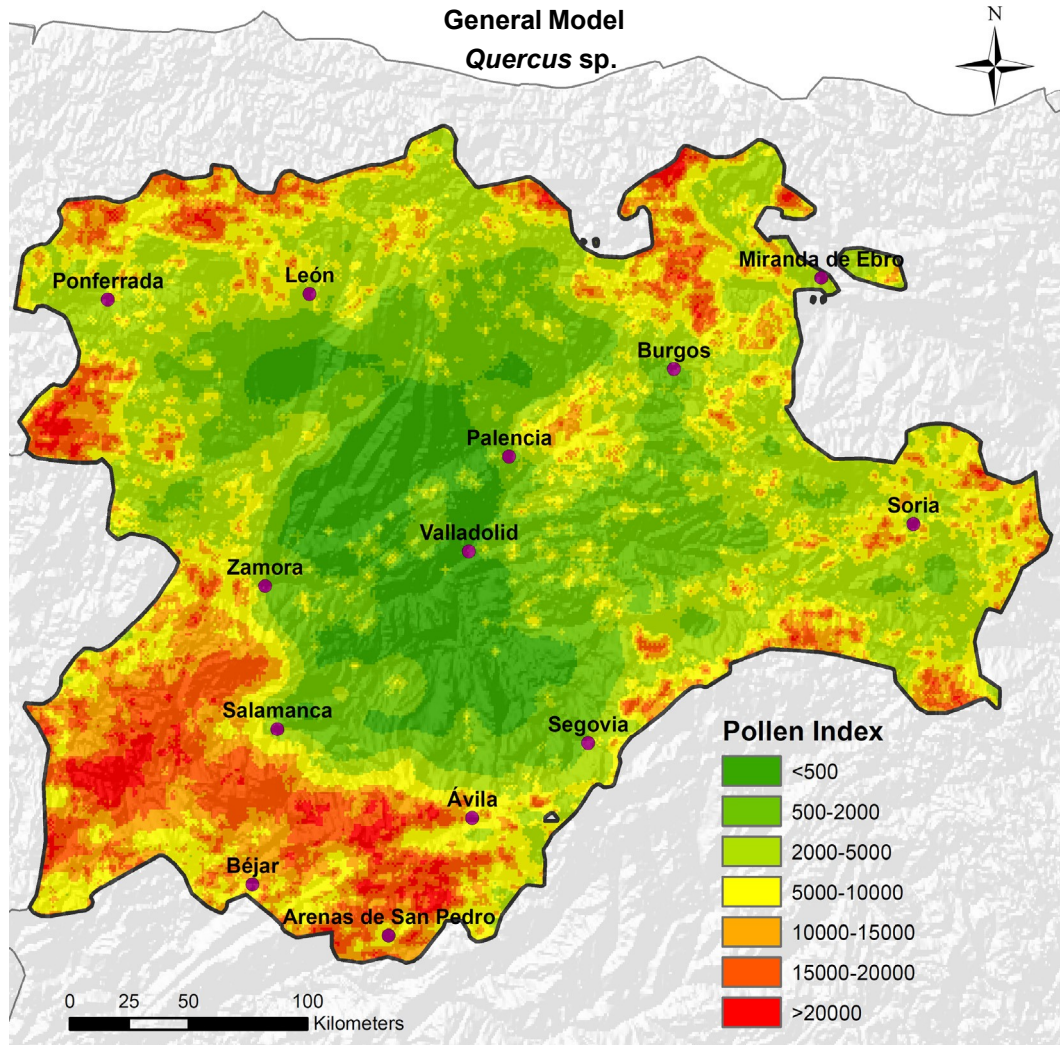 General Model
Quercus sp.
N
Miranda de Ebro
Ponferrada
León
Burgos
Palencia
Soria
Valladolid
Zamora
Salamanca
Segovia
Ávila
Béjar
Arenas de San Pedro
Pollen Index
<500
500-2000
2000-5000
5000-10000
10000-15000
15000-20000
>20000
0 25 50 100
Kilometers